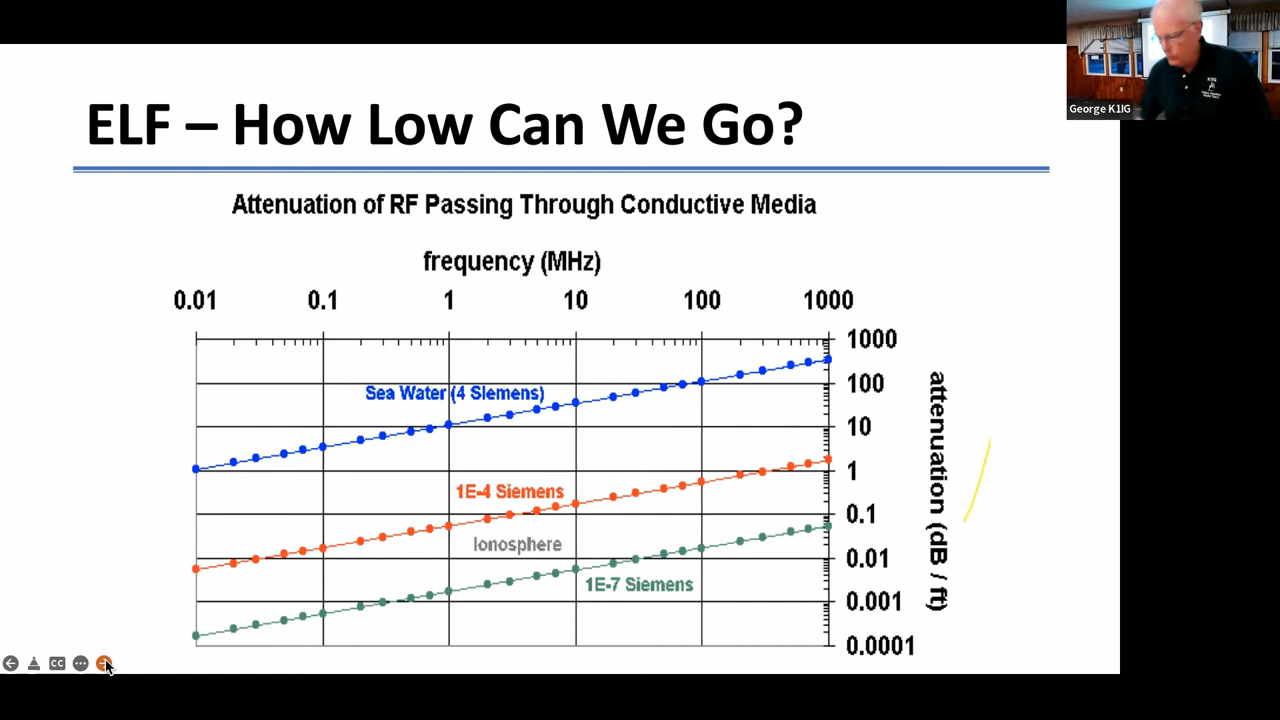 ELF – How Low Can We Go?
George K1IG
Attenuation of RF Passing Through Conductive Media
frequency (MHz)
0.01 0.1 1 10 100 1000
1000
100
10
1
0.1
0.01
0.001
0.0001
attenuation (dB / ft)
Sea Water (4 Siemens)
1E-4 Siemens
Ionosphere
1E-7 Siemens
CC
K1IG